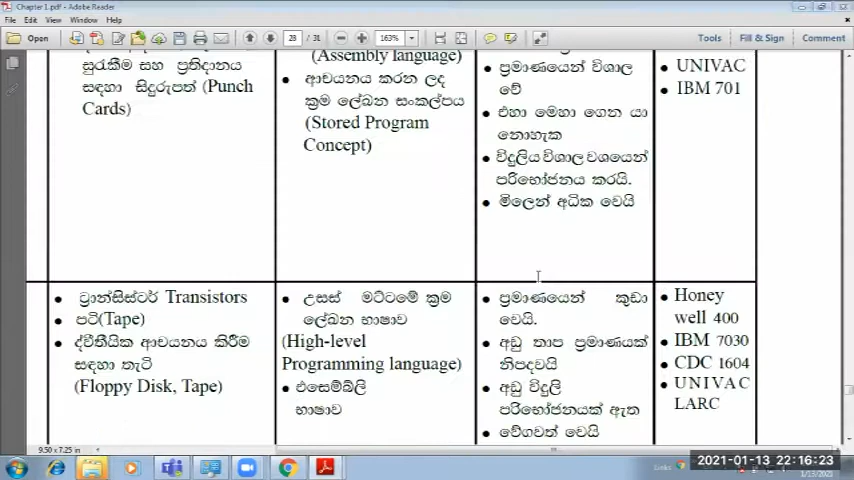 Chapter 1.pdf - Adobe Reader
File Edit View Window Help
Open 28 / 31 163% Tools Fill & Sign Comment
සුරැකීම සහ ප්‍රතිදානය
සඳහා සිදුරුපත් (Punch
Cards)
(Assembly language)
ආචයනය කරන ලද
ක්‍රම ලේඛන සංකල්පය
(Stored Program
Concept)
ප්‍රමාණයෙන් විශාල
වේ
එහා මෙහා ගෙන යා
නොහැක
විදුලිය විශාල වශයෙන්
පරිභෝජනය කරයි.
මිලෙන් අධික වෙයි
UNIVAC
IBM 701
ට්‍රාන්සිස්ටර් Transistors
පටි(Tape)
ද්විතීයික ආචයනය කිරීම
සඳහා තැටි
(Floppy Disk, Tape)
උසස් මට්ටමේ ක්‍රම
ලේඛන භාෂාව
(High-level
Programming language)
එසෙම්බ්ලි
භාෂාව
ප්‍රමාණයෙන් කුඩා
වෙයි.
අඩු තාප ප්‍රමාණයක්
නිපදවයි
අඩු විදුලි
පරිභෝජනයක් ඇත
වේගවත් වෙයි
Honey
well 400
IBM 7030
CDC 1604
UNIVAC
LARC
9.50 x 7.25 in
2021-01-13 22:16:23
Links
1/13/2021